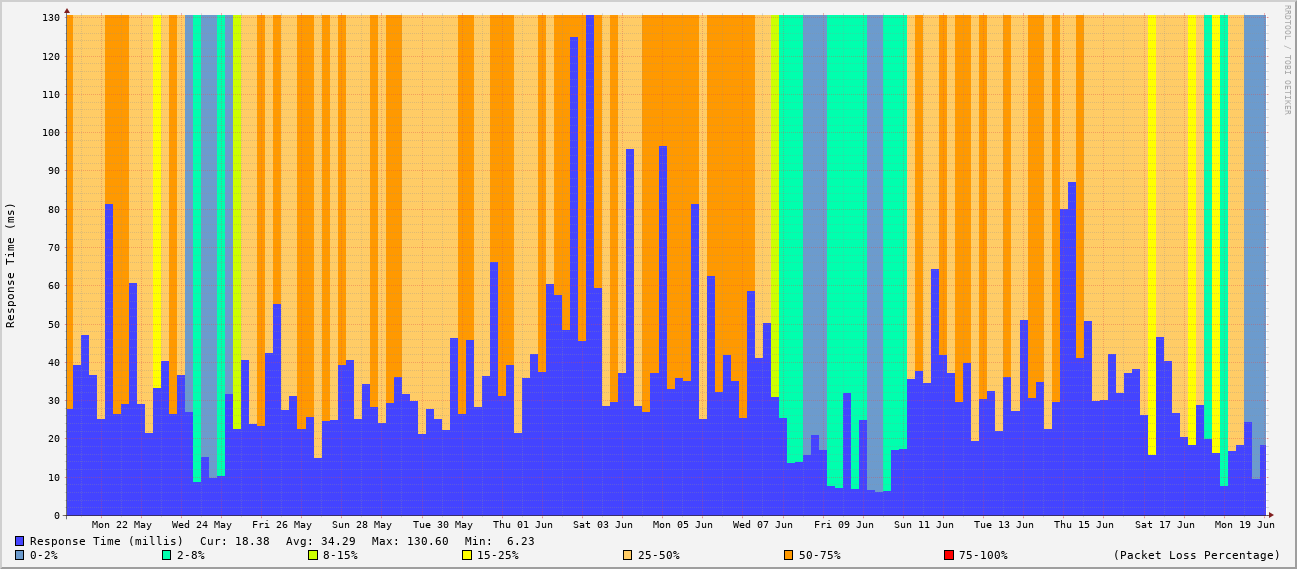 RRDTOOL / TOBI OETIKER
Response Time (ms)
130
120
110
100
90
80
70
60
50
40
30
20
10
0
Mon 22 May Wed 24 May Fri 26 May Sun 28 May Tue 30 May Thu 01 Jun Sat 03 Jun Mon 05 Jun Wed 07 Jun Fri 09 Jun Sun 11 Jun Tue 13 Jun Thu 15 Jun Sat 17 Jun Mon 19 Jun
Response Time (millis) Cur: 18.38 Avg: 34.29 Max: 130.60 Min: 6.23
0-2% 2-8% 8-15% 15-25% 25-50% 50-75% 75-100% (Packet Loss Percentage)